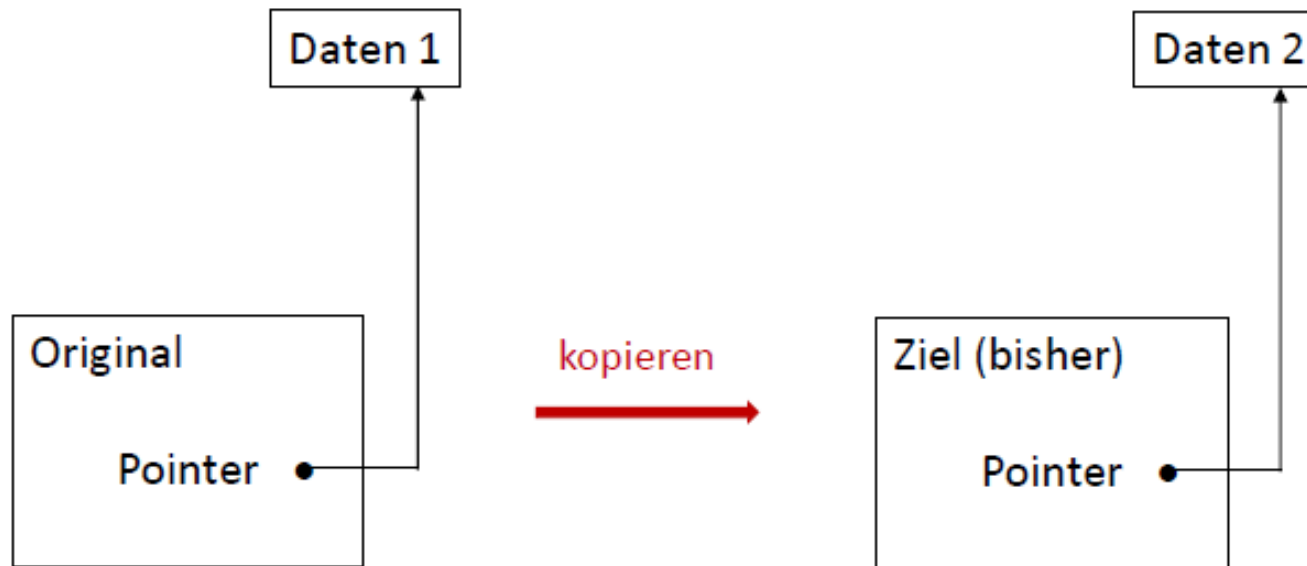 Daten 1
Daten 2
Original
kopieren
Ziel (bisher)
Pointer
Pointer